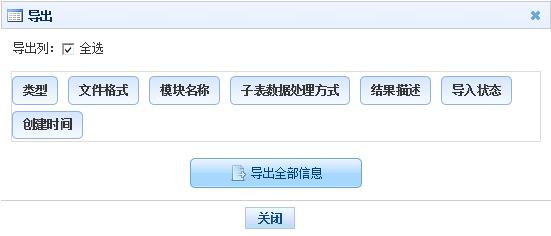 导出
导出列： 全选
类型 文件格式 模块名称 子表数据处理方式 结果描述 导入状态
创建时间
导出全部信息
关闭